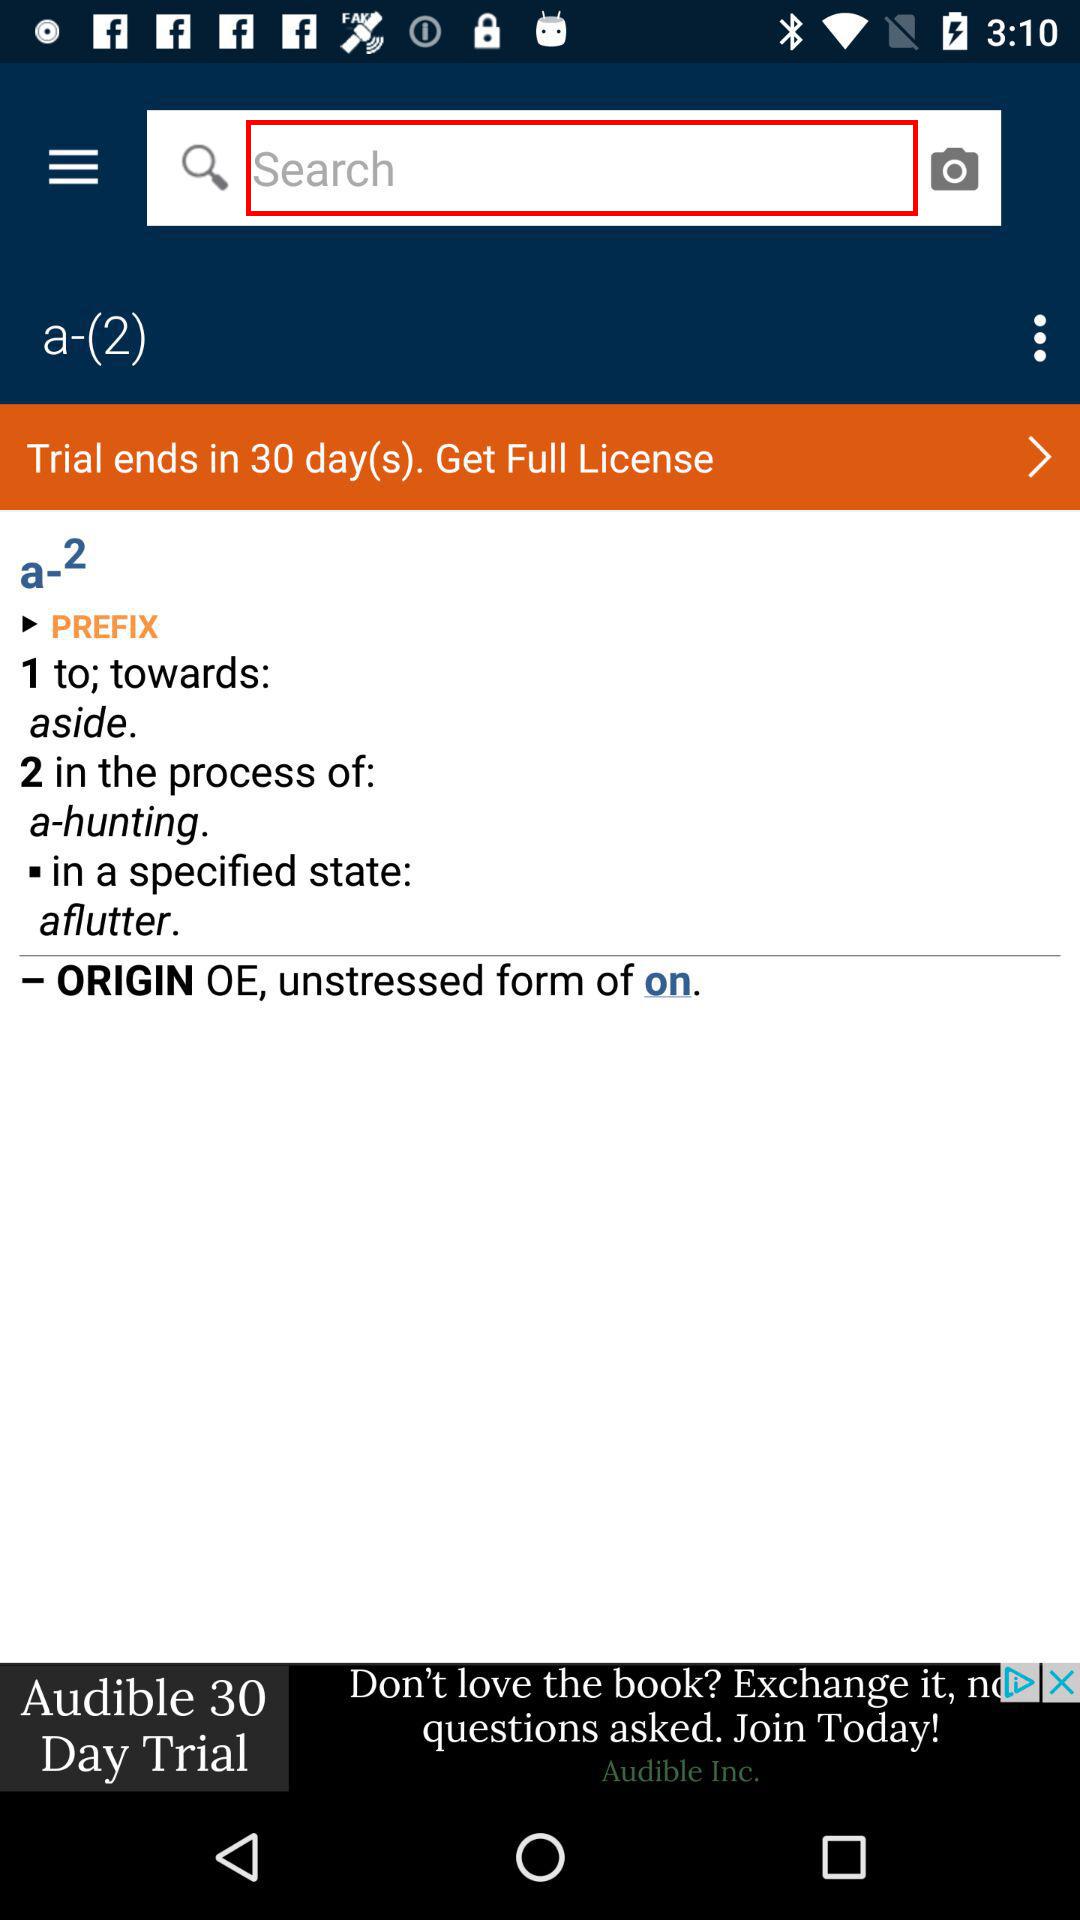 FAKE
3:10
Search
a-(2)
Trial ends in 30 day(s). Get Full License
a-2
▶ PREFIX
1 to; towards:
aside.
2 in the process of:
a-hunting.
▪ in a specified state:
aflutter.
– ORIGIN OE, unstressed form of on.
Audible 30
Day Trial
Don’t love the book? Exchange it, no
questions asked. Join Today!
Audible Inc.